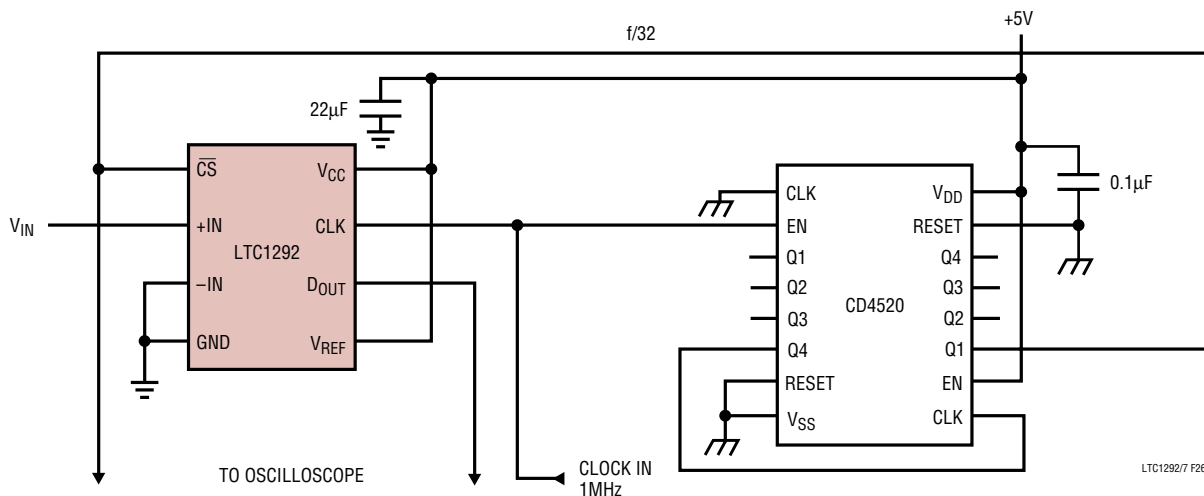 +5V
f/32
22µF
C̅S̅
VCC
VIN
+IN
CLK
LTC1292
–IN
DOUT
GND
VREF
TO OSCILLOSCOPE
CLOCK IN
1MHz
CLK
VDD
0.1µF
EN
RESET
Q1
Q4
Q2
Q3
CD4520
Q3
Q2
Q4
Q1
RESET
EN
VSS
CLK
LTC1292/7 F26